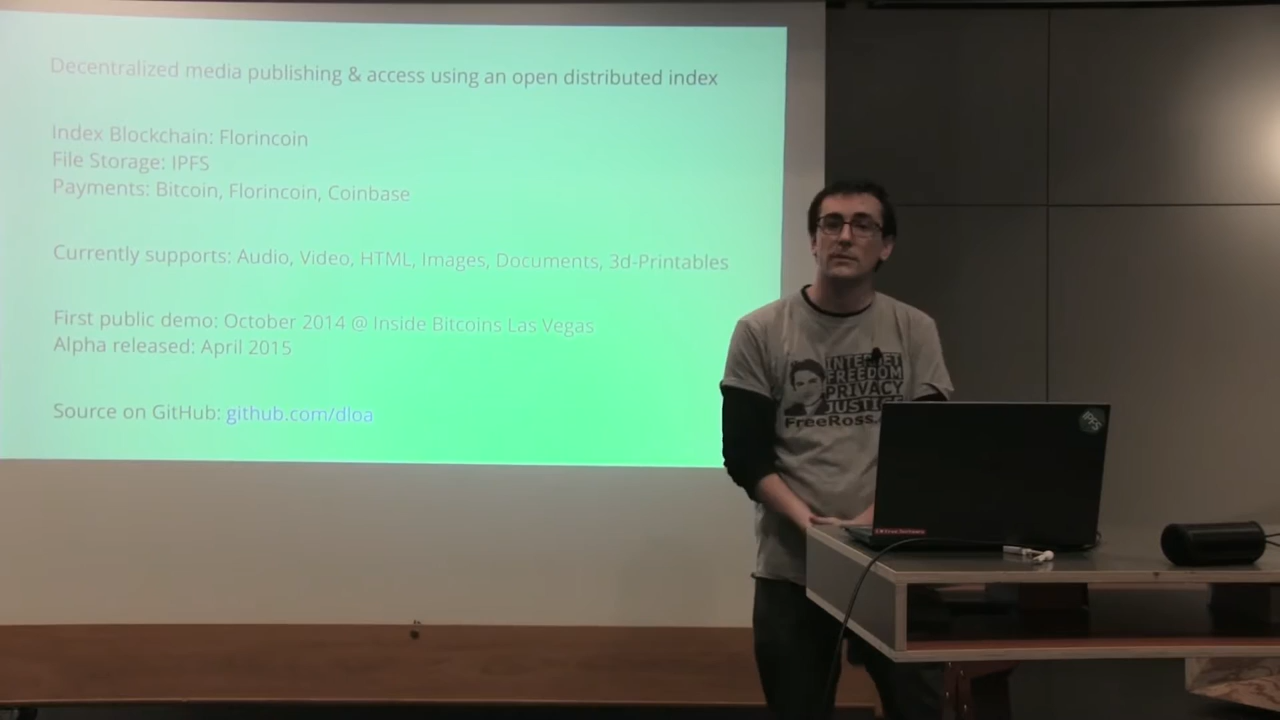 Decentralized media publishing & access using an open distributed index
Index Blockchain: Florincoin
File Storage: IPFS
Payments: Bitcoin, Florincoin, Coinbase
Currently supports: Audio, Video, HTML, Images, Documents, 3d-Printables
First public demo: October 2014 @ Inside Bitcoins Las Vegas
Alpha released: April 2015
Source on GitHub: github.com/dloa
INTERNET
FREEDOM
PRIVACY
JUSTICE
FreeRoss.
IPFS